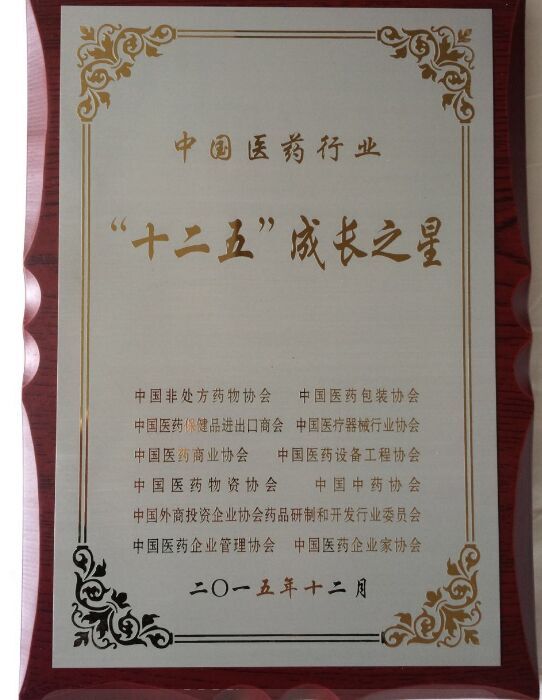 中国医药行业
“十二五”成长之星
中国非处方药物协会 中国医药包装协会
中国医药保健品进出口商会 中国医疗器械行业协会
中国医药商业协会 中国医药设备工程协会
中国医药物资协会 中国中药协会
中国外商投资企业协会药品研制和开发行业委员会
中国医药企业管理协会 中国医药企业家协会
二〇一五年十二月